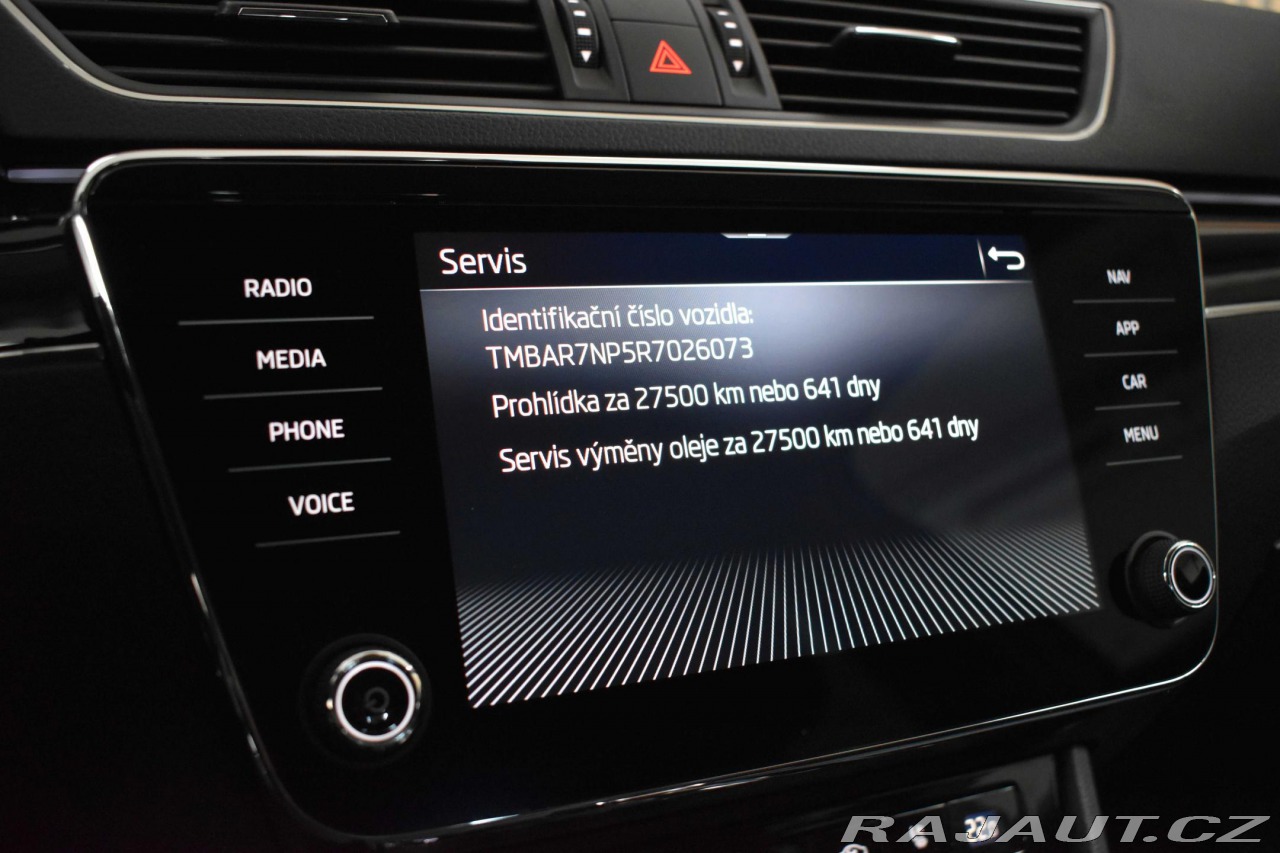 Servis
RADIO
MEDIA
PHONE
VOICE
Identifikační číslo vozidla:
TMBAR7NP5R7026073
Prohlídka za 27500 km nebo 641 dny
Servis výměny oleje za 27500 km nebo 641 dny
NAV
APP
CAR
MENU
RAJAUT.CZ